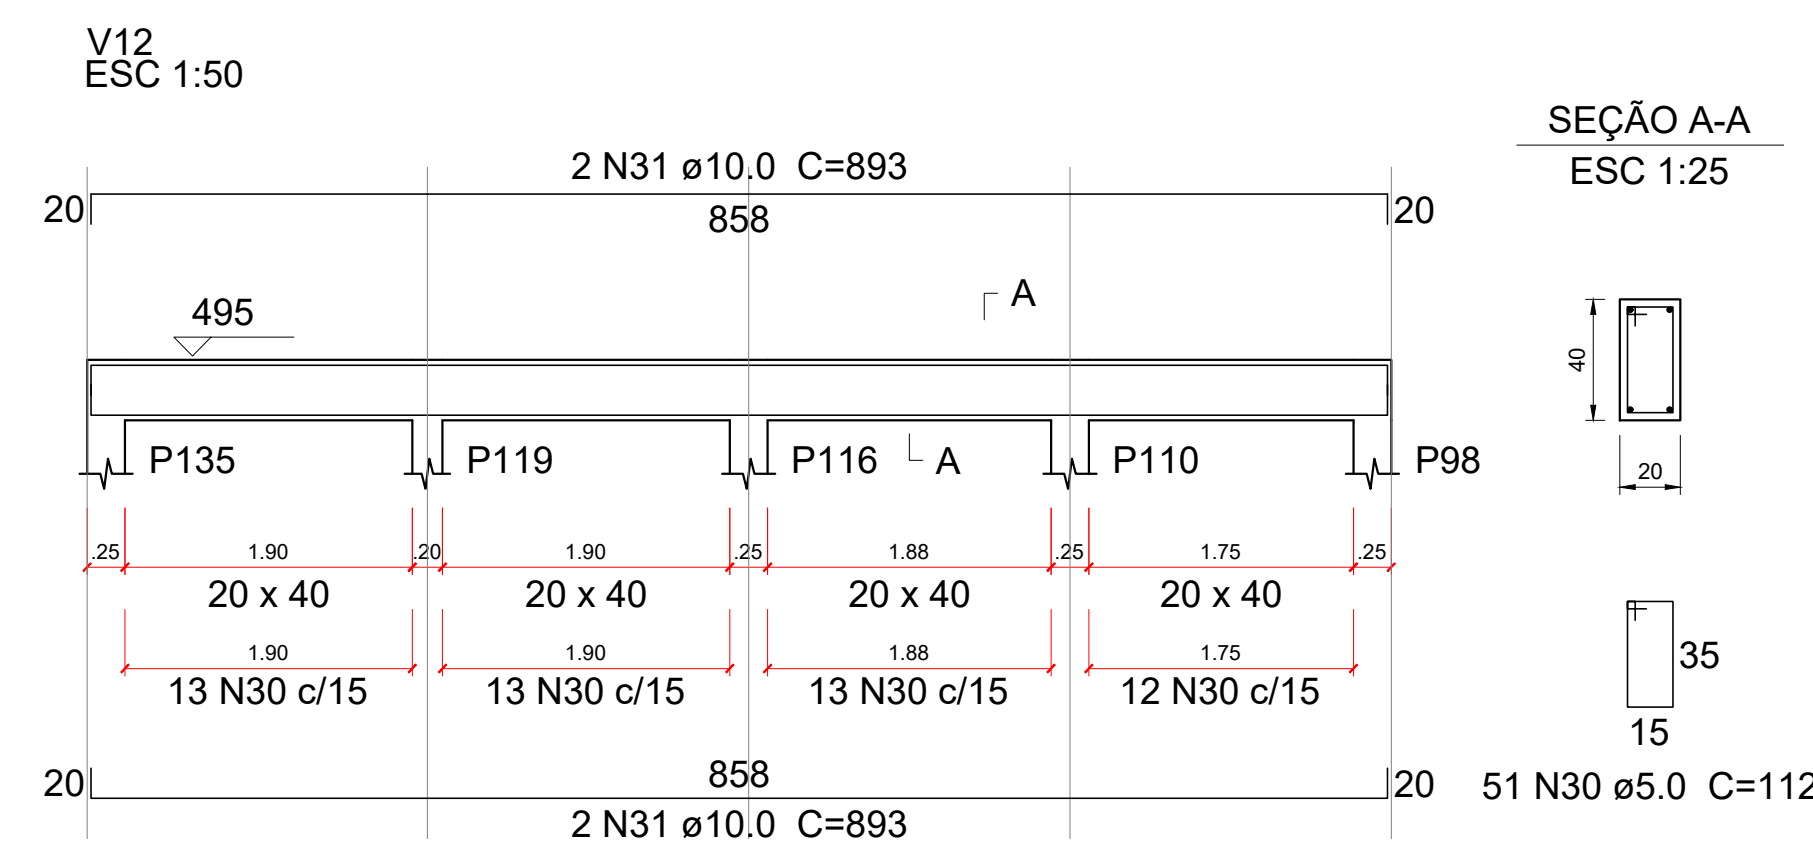 V12
ESC 1:50
SEÇÃO A-A
ESC 1:25
2 N31 ø10.0 C=893
20
858
20
A
495
40
P135
P119
P116
A
P110
P98
20
.25
1.90
.20
1.90
.25
1.88
.25
1.75
.25
20 x 40
20 x 40
20 x 40
20 x 40
1.90
1.90
1.88
1.75
13 N30 c/15
13 N30 c/15
13 N30 c/15
12 N30 c/15
35
15
20
858
20
2 N31 ø10.0 C=893
51 N30 ø5.0 C=112